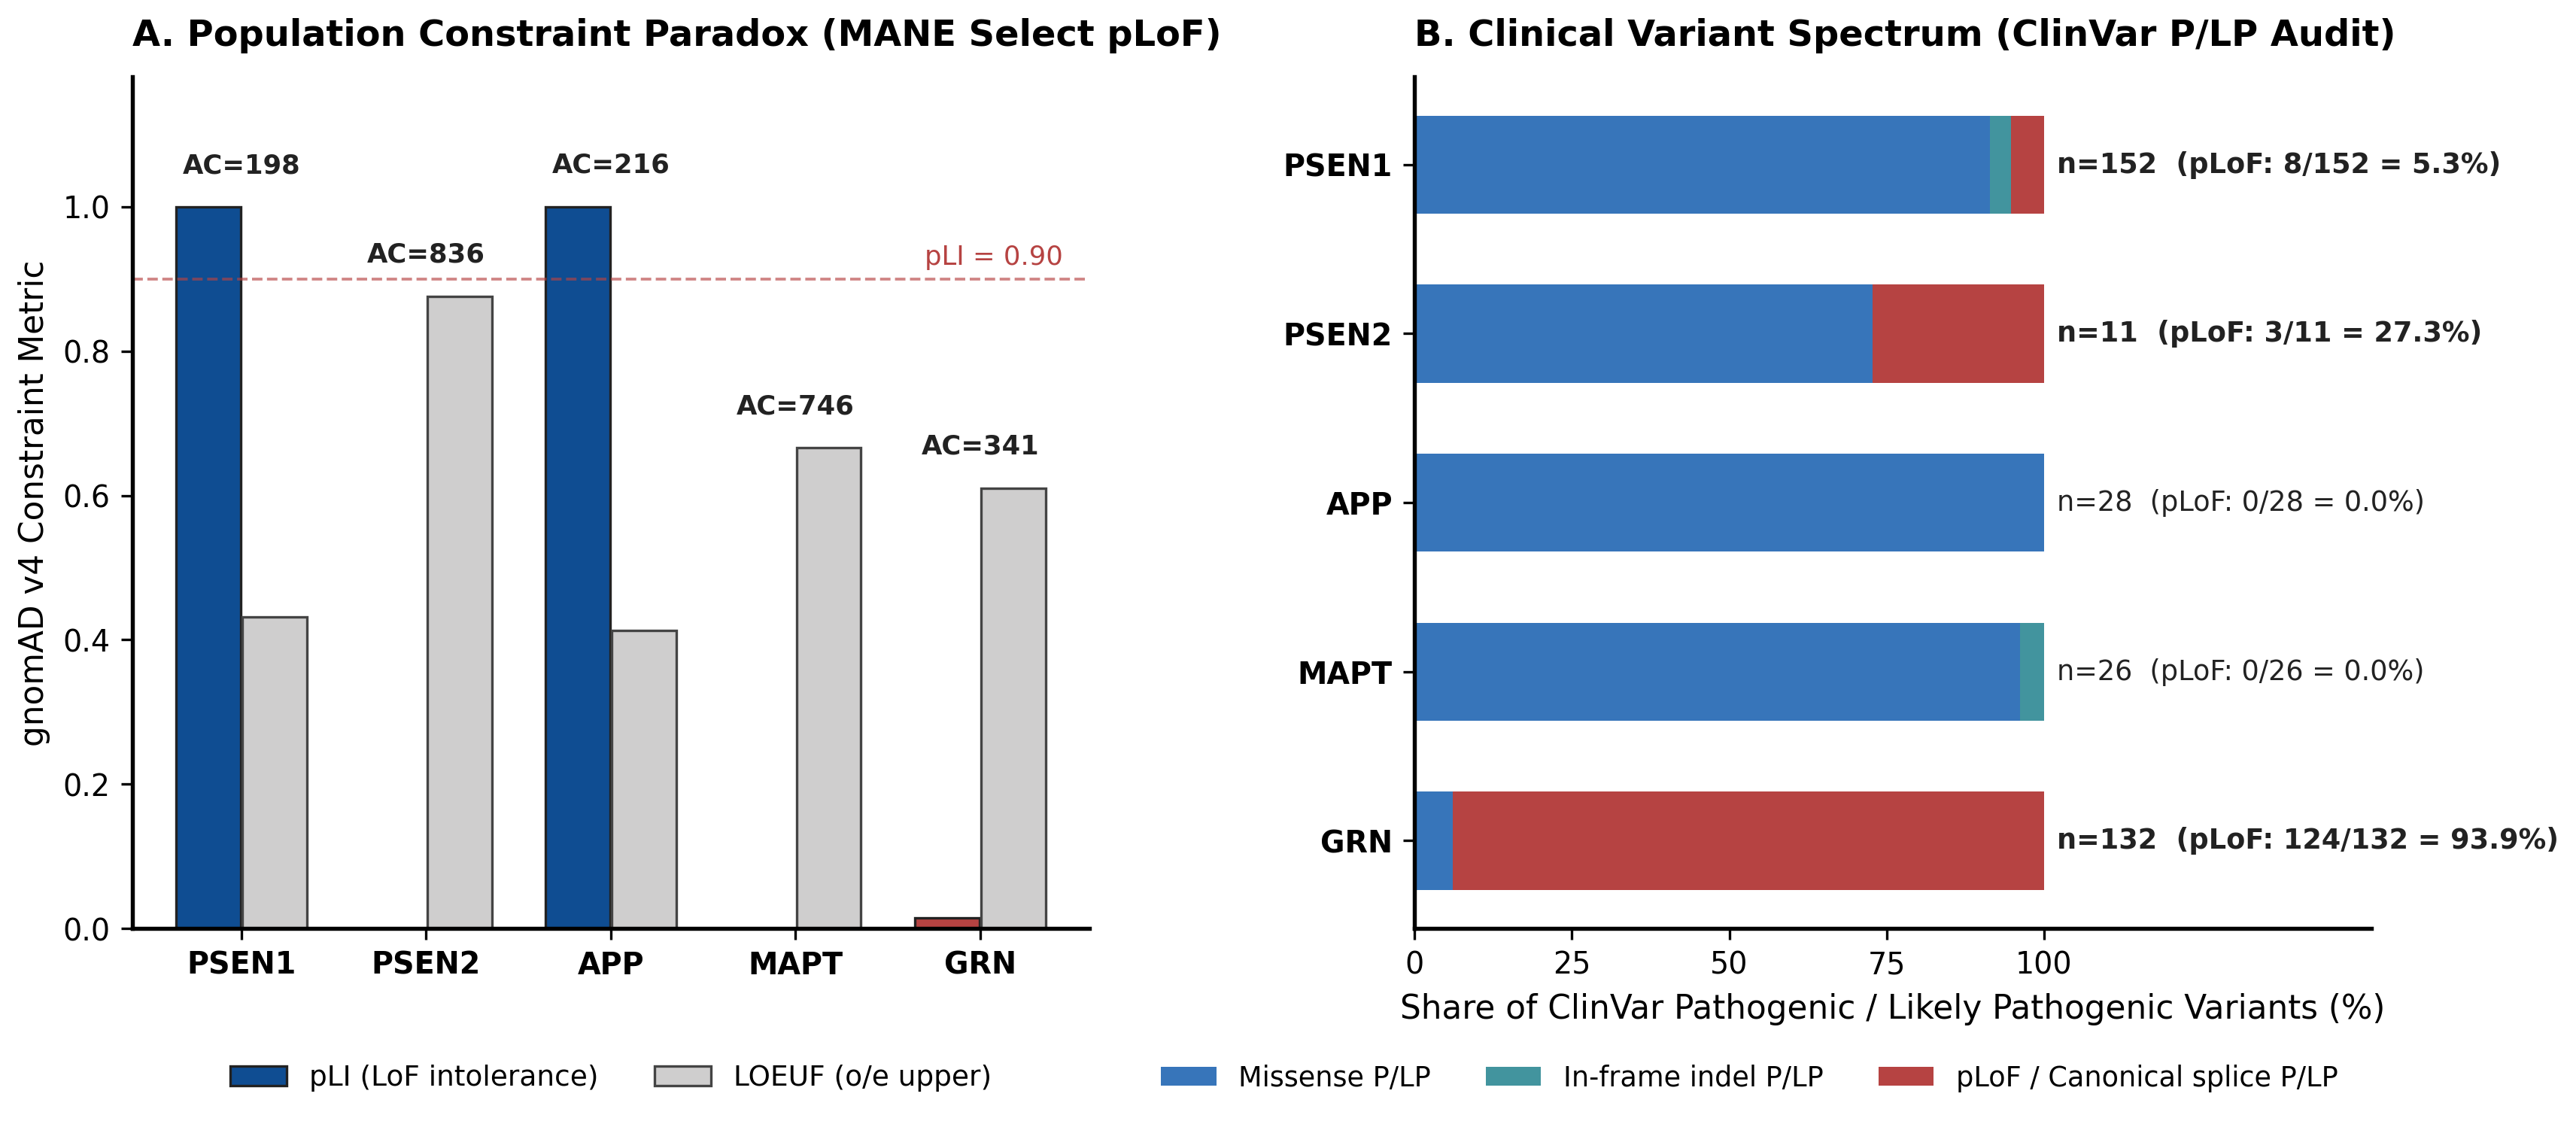 A. Population Constraint Paradox (MANE Select pLoF)
gnomAD v4 Constraint Metric
1.0
0.8
0.6
0.4
0.2
0.0
AC=198
AC=836
AC=216
AC=746
AC=341
pLI = 0.90
PSEN1
PSEN2
APP
MAPT
GRN
pLI (LoF intolerance)
LOEUF (o/e upper)
B. Clinical Variant Spectrum (ClinVar P/LP Audit)
PSEN1
n=152 (pLoF: 8/152 = 5.3%)
PSEN2
n=11 (pLoF: 3/11 = 27.3%)
APP
n=28 (pLoF: 0/28 = 0.0%)
MAPT
n=26 (pLoF: 0/26 = 0.0%)
GRN
n=132 (pLoF: 124/132 = 93.9%)
0
25
50
75
100
Share of ClinVar Pathogenic / Likely Pathogenic Variants (%)
Missense P/LP
In-frame indel P/LP
pLoF / Canonical splice P/LP